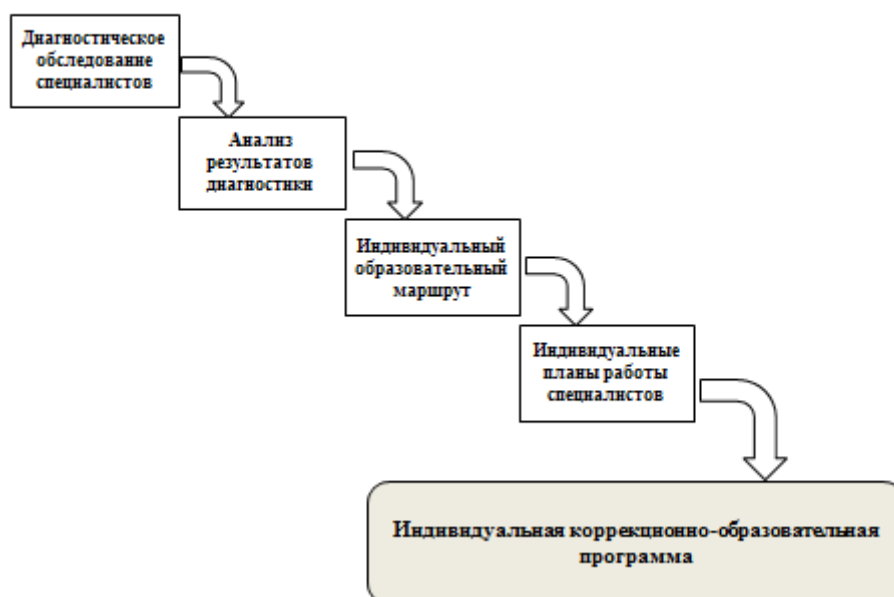 Диагностическое
обследование
специалистов
Анализ
результатов
диагностики
Индивидуальный
образовательный
маршрут
Индивидуальные
планы работы
специалистов
Индивидуальная коррекционно-образовательная
программа